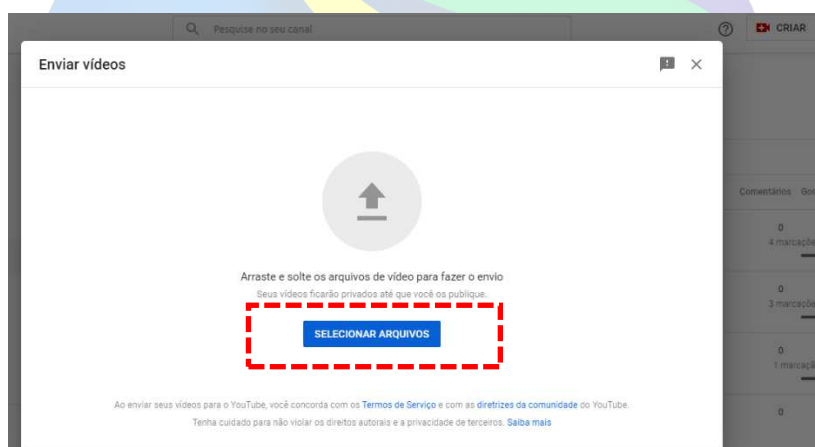 Pesquise no seu canal
CRIAR
Enviar vídeos
Comentários
0
4
Arraste e solte os arquivos de vídeo para fazer o envio
Seus vídeos ficarão privados até que você os publique.
0
3
SELECIONAR ARQUIVOS
0
1
Ao enviar seus vídeos para o YouTube, você concorda com os Termos de Serviço e com as diretrizes da comunidade do YouTube.
0
Tenha cuidado para não violar os direitos autorais e a privacidade de terceiros. Saiba mais